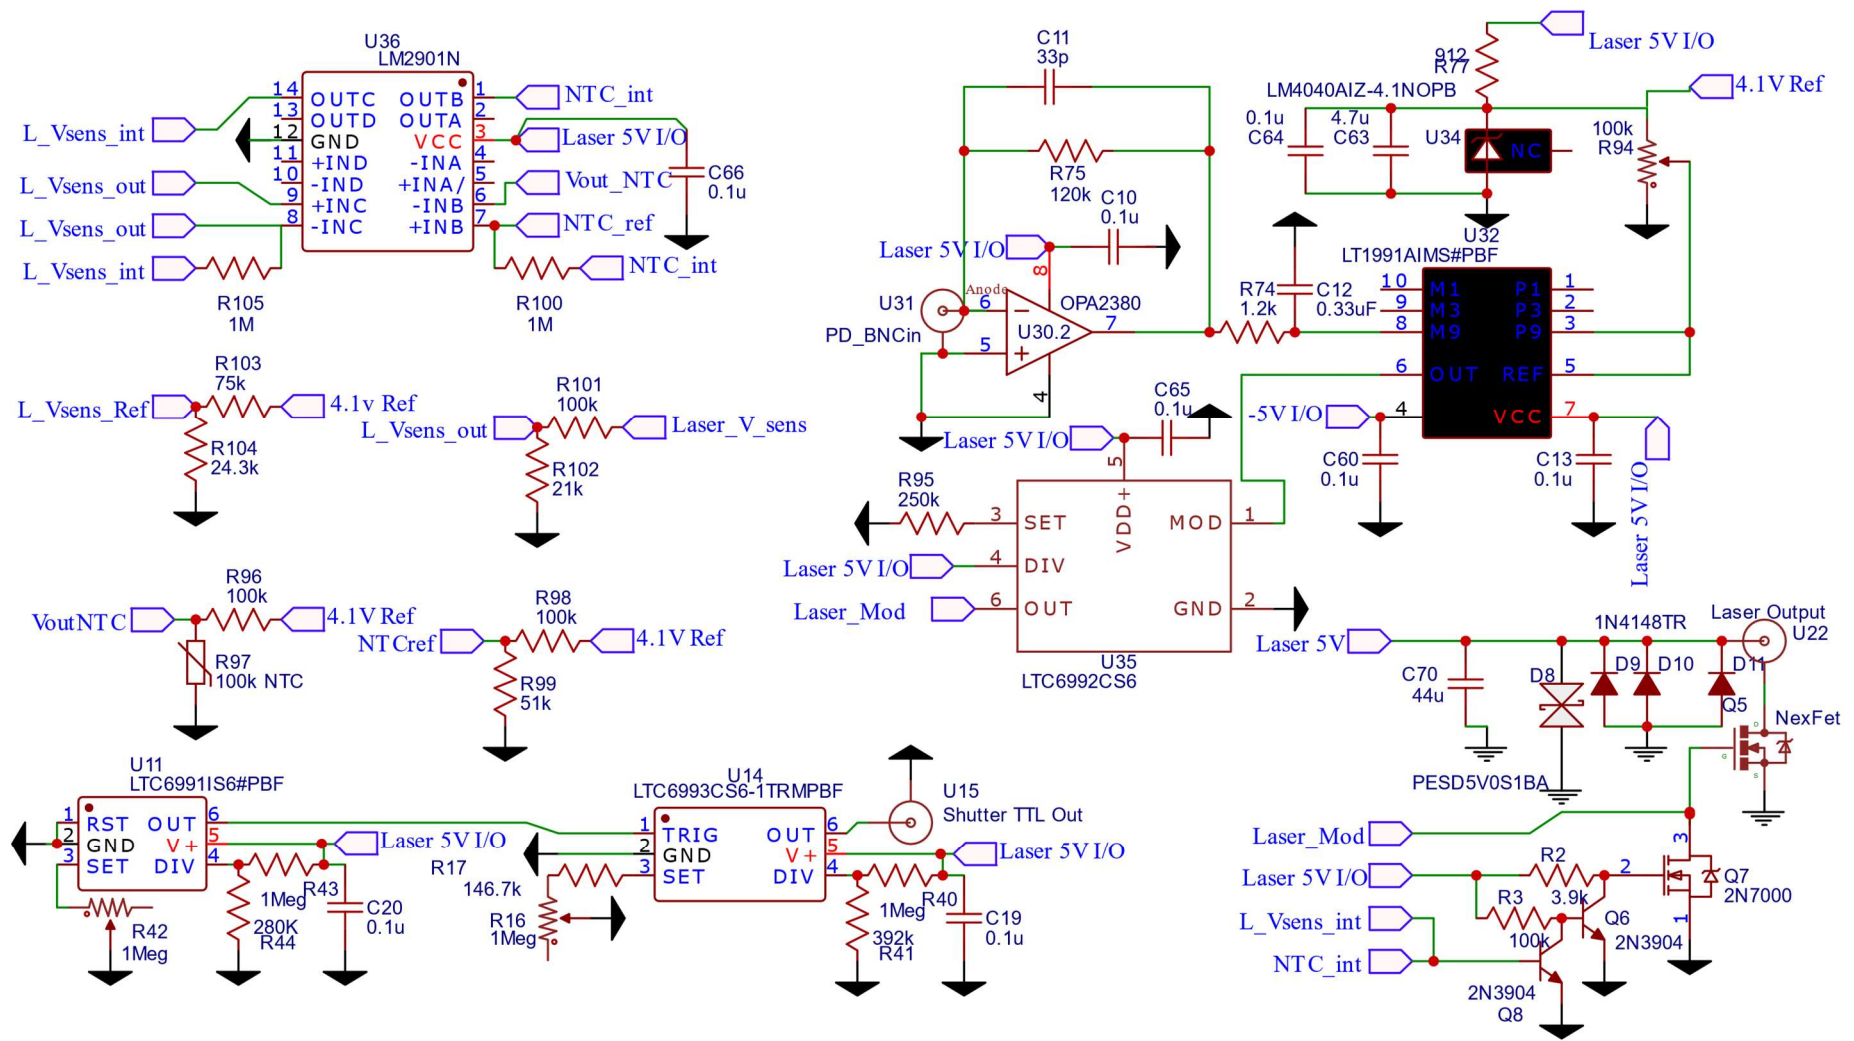 U36
LM2901N
14 OUTC OUTB 1 NTC_int
13 OUTD OUTA 2
L_Vsens_int 12 GND VCC 3 Laser 5V I/O
11 +IND -INA 4
L_Vsens_out 10 -IND +INA/ 5 Vout_NTC C66
9 +INC -INB 6 0.1u
L_Vsens_out 8 -INC +INB 7 NTC_ref
L_Vsens_int NTC_int
R105 R100
1M 1M
R103
75k
L_Vsens_Ref 4.1v Ref
R104
24.3k
R101
100k
L_Vsens_out Laser_V_sens
R102
21k
R96
100k
VoutNTC 4.1V Ref
R97
100k NTC
R98
100k
NTCref 4.1V Ref
R99
51k
U11
LTC6991IS6#PBF
1 RST OUT 6
2 GND V+ 5 Laser 5V I/O
3 SET DIV 4
R43
1Meg
R42
1Meg
280K
R44
C20
0.1u
U14
LTC6993CS6-1TRMPBF
1 TRIG OUT 6
2 GND V+ 5 Laser 5V I/O
3 SET DIV 4
R17
146.7k
R16
1Meg
R40
1Meg
392k
R41
C19
0.1u
U15
Shutter TTL Out
C11
33p
R75
120k
C10
0.1u
Laser 5V I/O
8
Anode
U31
PD_BNCin
6
5
OPA2380
U30.2
7
4
R74
1.2k
C12
0.33uF
C65
0.1u
Laser 5V I/O
5
R95
250k
3 SET VDD+ MOD 1
Laser 5V I/O 4 DIV
Laser_Mod 6 OUT GND 2
U35
LTC6992CS6
Laser 5V I/O
912
R77
4.1V Ref
LM4040AIZ-4.1NOPB
0.1u
C64
4.7u
C63
U34
NC
100k
R94
U32
LT1991AIMS#PBF
10 M1 P1 1
9 M3 P3 2
8 M9 P9 3
6 OUT REF 5
-5V I/O 4 VCC 7
C60
0.1u
C13
0.1u
Laser 5V I/O
Laser Output
U22
1N4148TR
Laser 5V
C70
44u
D8
D9
D10
D11
Q5
NexFet
D
G
S
PESD5V0S1BA
Laser_Mod
3
Laser 5V I/O
R2
3.9k
2
Q7
2N7000
1
R3
100k
Q6
2N3904
L_Vsens_int
NTC_int
2N3904
Q8